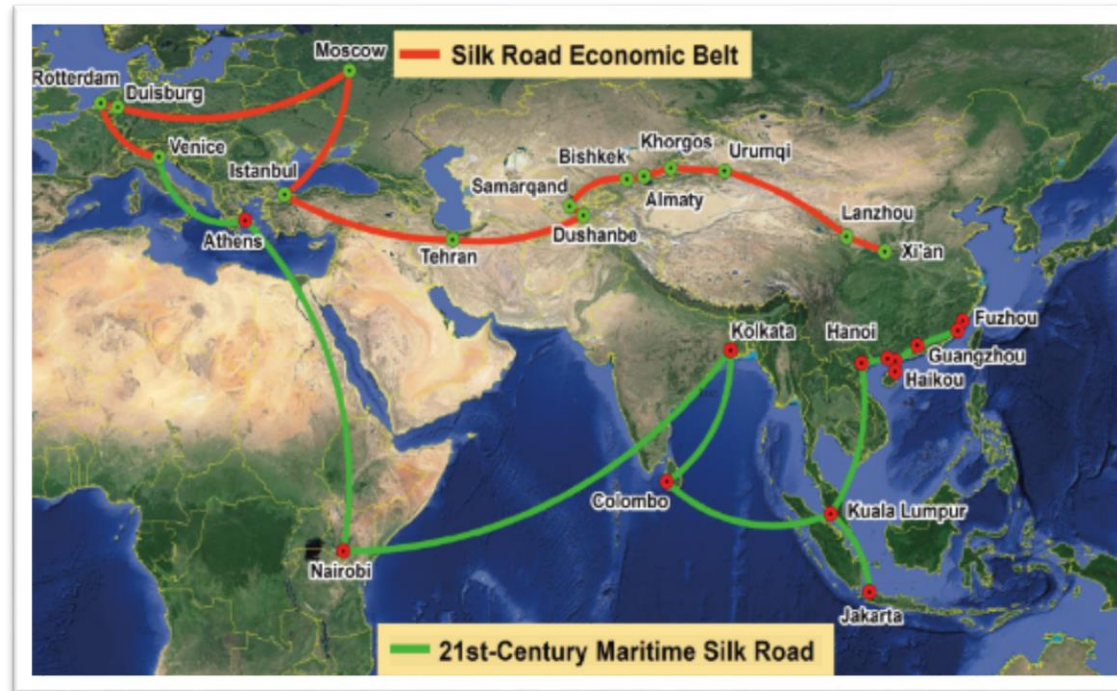 Moscow
Silk Road Economic Belt
Rotterdam
Duisburg
Venice
Istanbul
Athens
Tehran
Samarqand
Dushanbe
Bishkek
Khorgos
Almaty
Urumqi
Lanzhou
Xi'an
Kolkata
Hanoi
Fuzhou
Guangzhou
Haikou
Colombo
Kuala Lumpur
Nairobi
Jakarta
21st-Century Maritime Silk Road